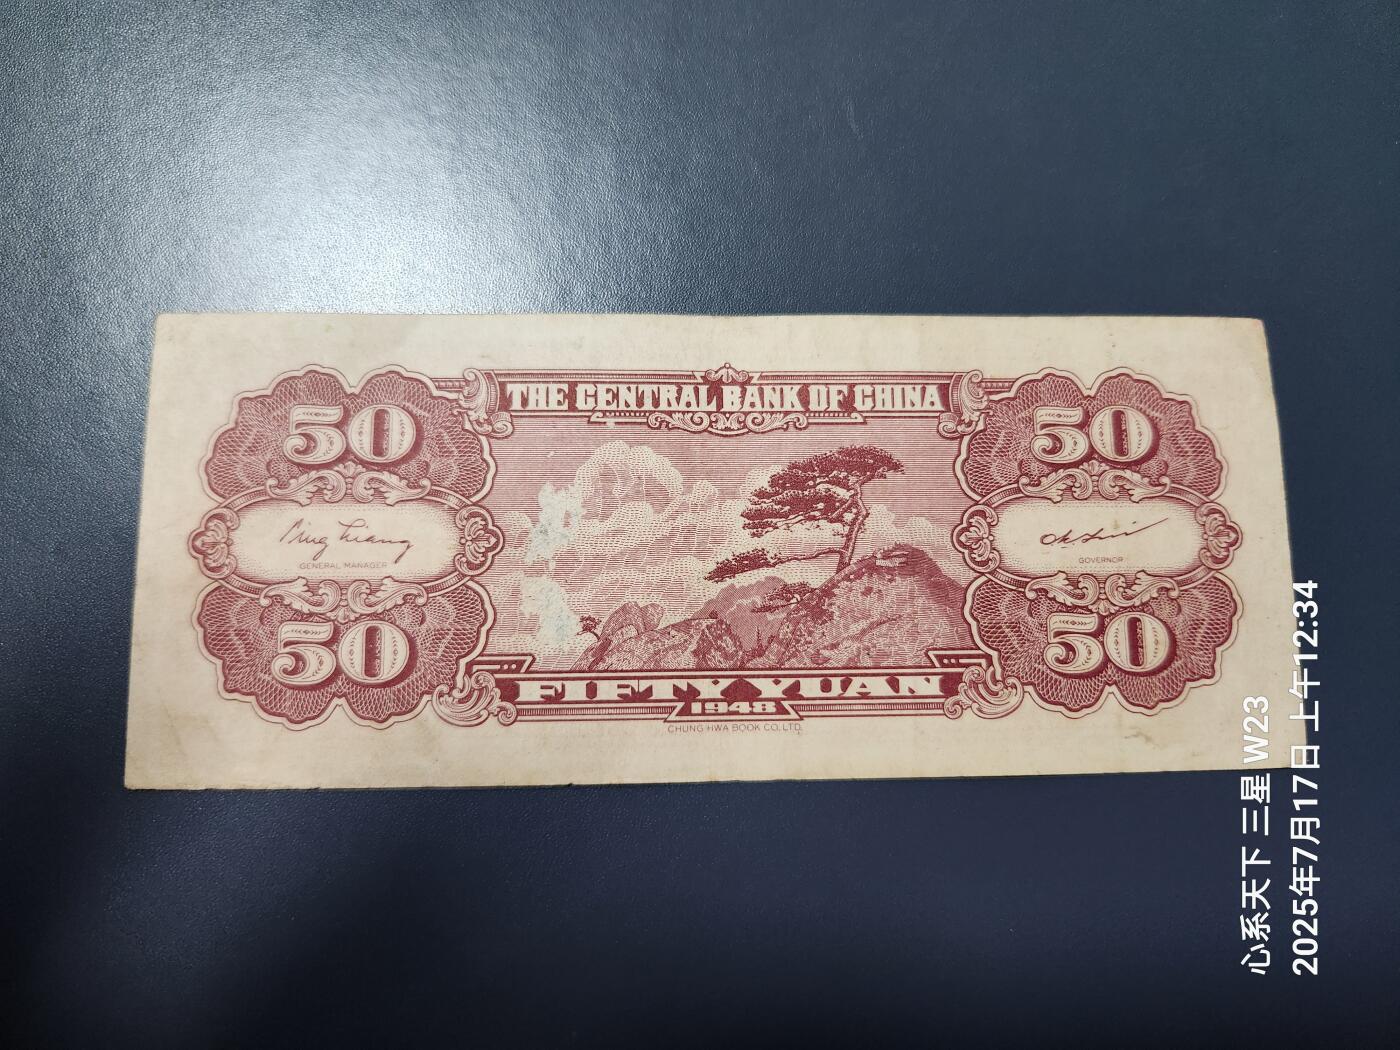 THE CENTRAL BANK OF CHINA
50
50
Ping Liang
GENERAL MANAGER
GOVERNOR
50
50
FIFTY YUAN
1948
CHUNG HWA BOOK CO. LTD.
心系天下 三星 W23
2025年7月17日 上午12:34